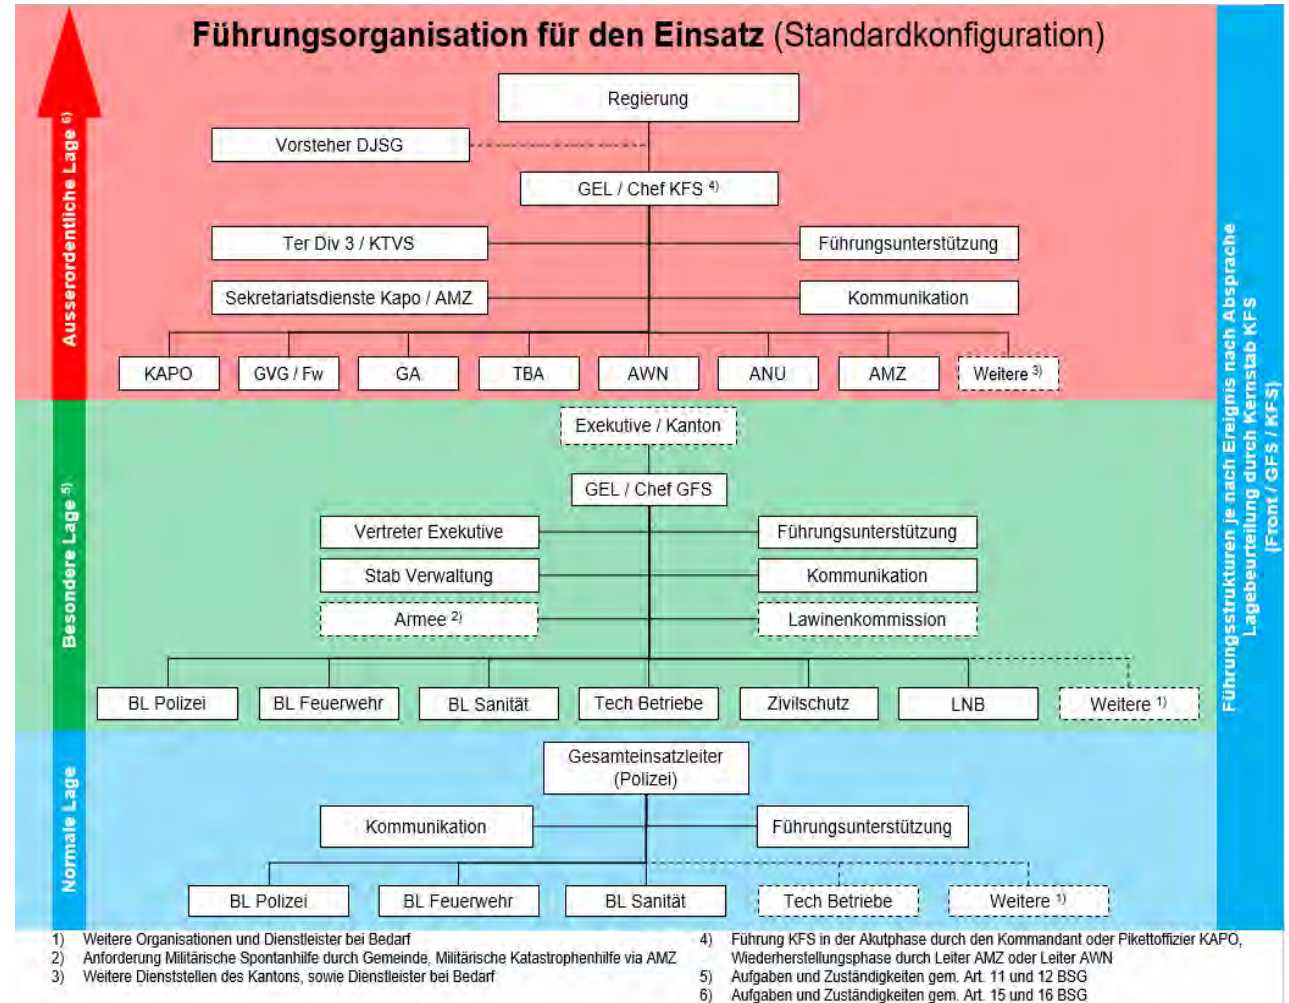 Führungsorganisation für den Einsatz (Standardkonfiguration)
Ausserordentliche Lage 6)
Regierung
Vorsteher DJSG
GEL / Chef KFS 4)
Ter Div 3 / KTVS
Führungsunterstützung
Sekretariatsdienste Kapo / AMZ
Kommunikation
KAPO
GVG / Fw
GA
TBA
AWN
ANU
AMZ
Weitere 3)
Besondere Lage 5)
Exekutive / Kanton
GEL / Chef GFS
Vertreter Exekutive
Führungsunterstützung
Stab Verwaltung
Kommunikation
Armee 2)
Lawinenkommission
BL Polizei
BL Feuerwehr
BL Sanität
Tech Betriebe
Zivilschutz
LNB
Weitere 1)
Normale Lage
Gesamteinsatzleiter
(Polizei)
Kommunikation
Führungsunterstützung
BL Polizei
BL Feuerwehr
BL Sanität
Tech Betriebe
Weitere 1)
Führungsstrukturen je nach Ereignis nach Absprache
Lagebeurteilung durch Kernstab KFS
(Front / GFS / KFS)
1) Weitere Organisationen und Dienstleister bei Bedarf
2) Anforderung Militärische Spontanhilfe durch Gemeinde, Militärische Katastrophenhilfe via AMZ
3) Weitere Dienststellen des Kantons, sowie Dienstleister bei Bedarf
4) Führung KFS in der Akutphase durch den Kommandant oder Pikettoffizier KAPO,
Wiederherstellungsphase durch Leiter AMZ oder Leiter AWN
5) Aufgaben und Zuständigkeiten gem. Art. 11 und 12 BSG
6) Aufgaben und Zuständigkeiten gem. Art. 15 und 16 BSG